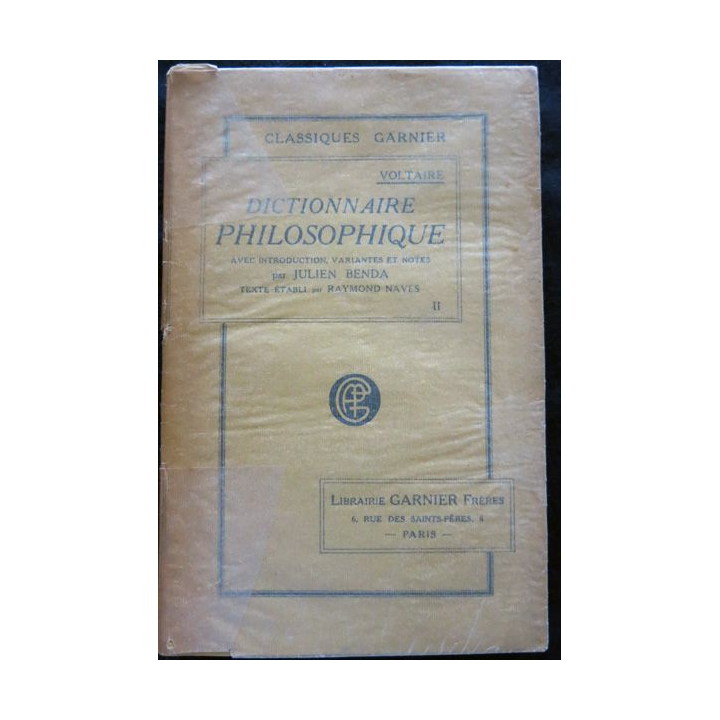 CLASSIQUES GARNIER
VOLTAIRE
DICTIONNAIRE
PHILOSOPHIQUE
AVEC INTRODUCTION, VARIANTES ET NOTES
par JULIEN BENDA
TEXTE ÉTABLI par RAYMOND NAVES
II
LIBRAIRIE GARNIER FRÈRES
6, RUE DES SAINTS-PÈRES, 6
— PARIS —